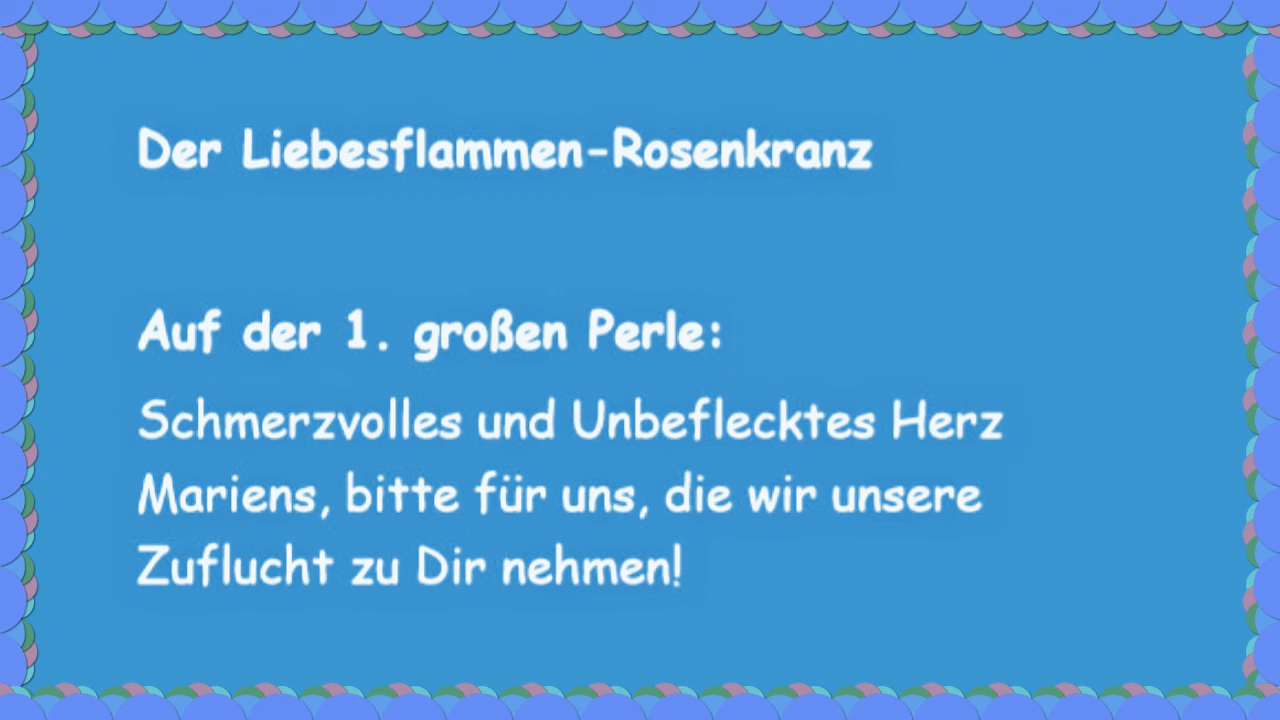 Der Liebesflammen-Rosenkranz
Auf der 1. großen Perle:
Schmerzvolles und Unbeflecktes Herz
Mariens, bitte für uns, die wir unsere
Zuflucht zu Dir nehmen!